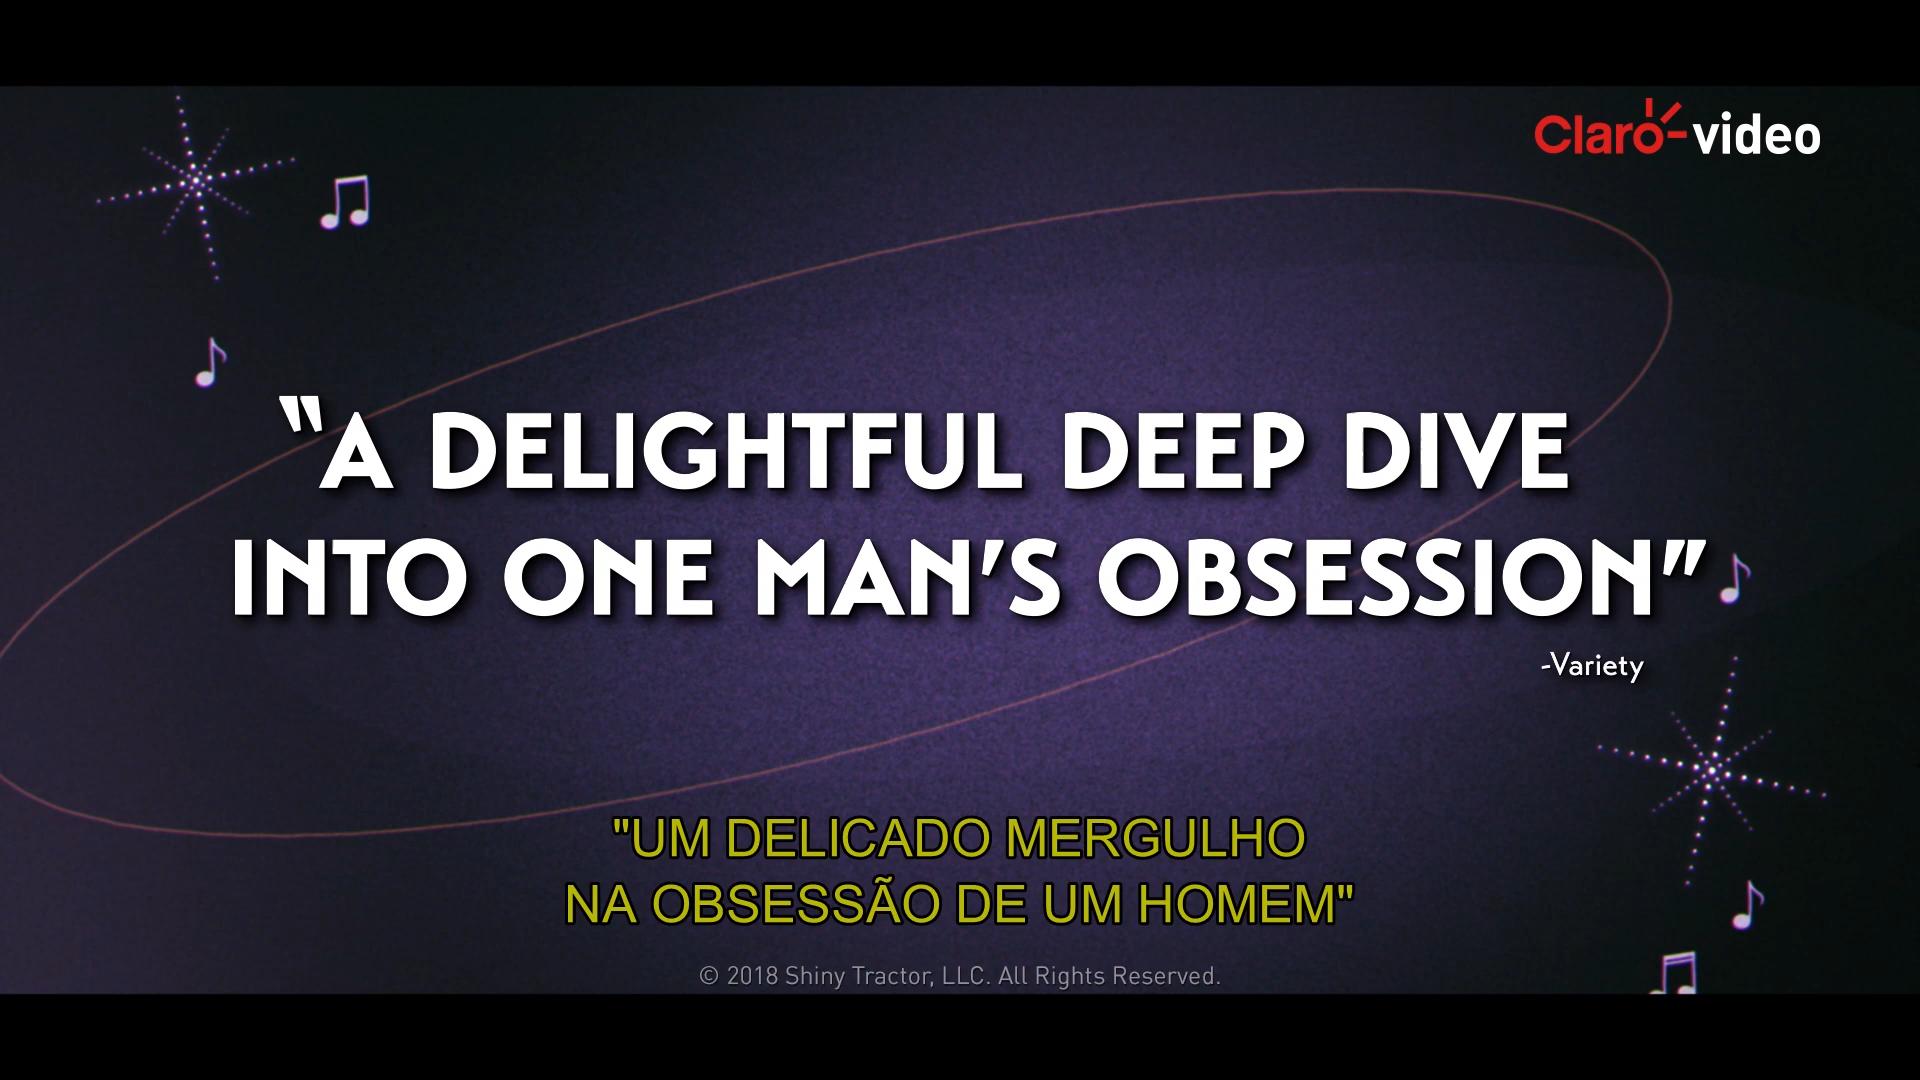 Claro-video
“A DELIGHTFUL DEEP DIVE
INTO ONE MAN’S OBSESSION”
-Variety
"UM DELICADO MERGULHO
NA OBSESSÃO DE UM HOMEM"
© 2018 Shiny Tractor, LLC. All Rights Reserved.